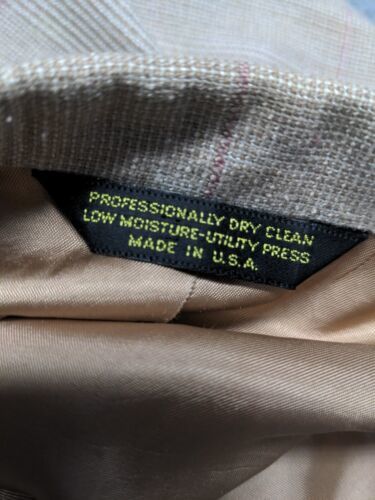 PROFESSIONALLY DRY CLEAN
LOW MOISTURE-UTILITY PRESS
MADE IN U.S.A.